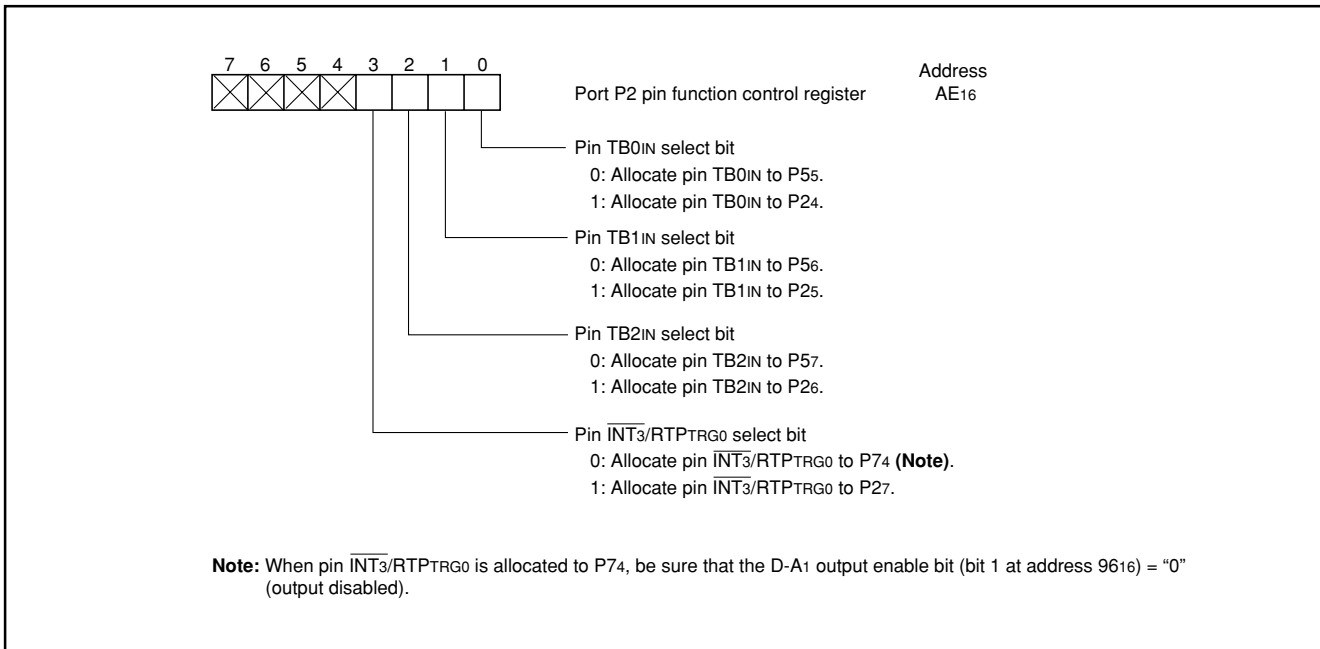 7 6 5 4 3 2 1 0
Address
Port P2 pin function control register AE16
Pin TB0IN select bit
0: Allocate pin TB0IN to P55.
1: Allocate pin TB0IN to P24.
Pin TB1IN select bit
0: Allocate pin TB1IN to P56.
1: Allocate pin TB1IN to P25.
Pin TB2IN select bit
0: Allocate pin TB2IN to P57.
1: Allocate pin TB2IN to P26.
Pin INT3/RTPTRG0 select bit
0: Allocate pin INT3/RTPTRG0 to P74 (Note).
1: Allocate pin INT3/RTPTRG0 to P27.
Note: When pin INT3/RTPTRG0 is allocated to P74, be sure that the D-A1 output enable bit (bit 1 at address 9616) = “0”
(output disabled).